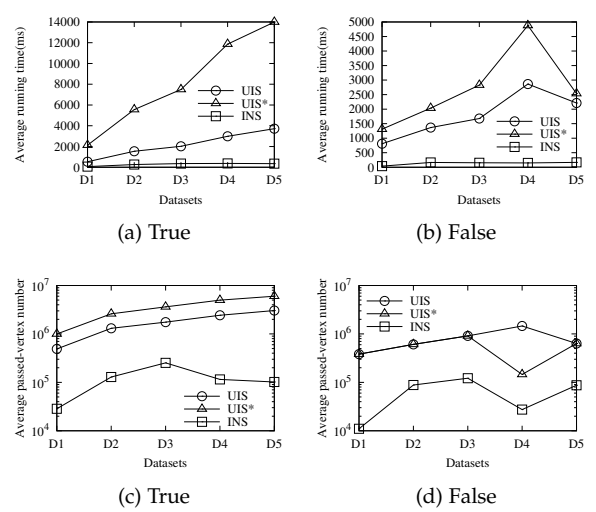 Average running time(ms)
14000
12000
10000
8000
6000
4000
2000
0
UIS
UIS*
INS
D1 D2 D3 D4 D5
Datasets
(a) True
Average running time(ms)
5000
4500
4000
3500
3000
2500
2000
1500
1000
500
0
UIS
UIS*
INS
D1 D2 D3 D4 D5
Datasets
(b) False
Average passed-vertex number
10^7
10^6
10^5
10^4
UIS
UIS*
INS
D1 D2 D3 D4 D5
Datasets
(c) True
Average passed-vertex number
10^7
10^6
10^5
10^4
UIS
UIS*
INS
D1 D2 D3 D4 D5
Datasets
(d) False